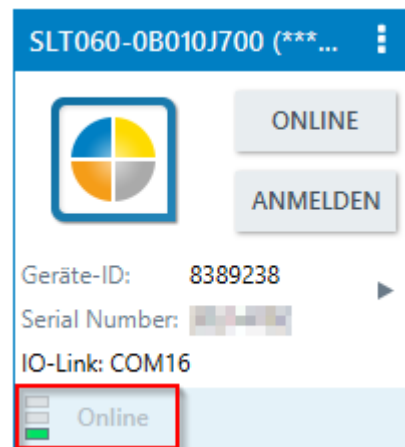 SLT060-0B010J700 (***...
ONLINE
ANMELDEN
Geräte-ID: 8389238
Serial Number:
IO-Link: COM16
Online